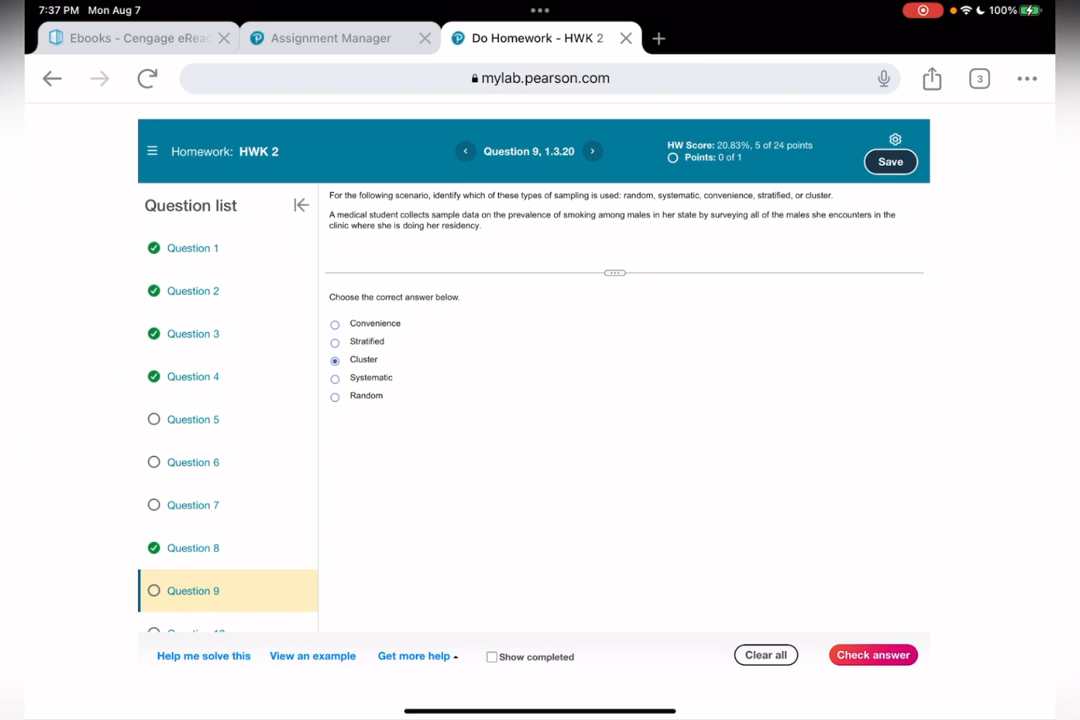 7:37 PM Mon Aug 7
100%
Ebooks - Cengage eRea
Assignment Manager
Do Homework - HWK 2
mylab.pearson.com
3
Homework: HWK 2
Question 9, 1.3.20
HW Score: 20.83%, 5 of 24 points
Points: 0 of 1
Save
Question list
Question 1
Question 2
Question 3
Question 4
Question 5
Question 6
Question 7
Question 8
Question 9
For the following scenario, identify which of these types of sampling is used: random, systematic, convenience, stratified, or cluster.
A medical student collects sample data on the prevalence of smoking among males in her state by surveying all of the males she encounters in the
clinic where she is doing her residency.
Choose the correct answer below.
Convenience
Stratified
Cluster
Systematic
Random
Help me solve this
View an example
Get more help
Show completed
Clear all
Check answer